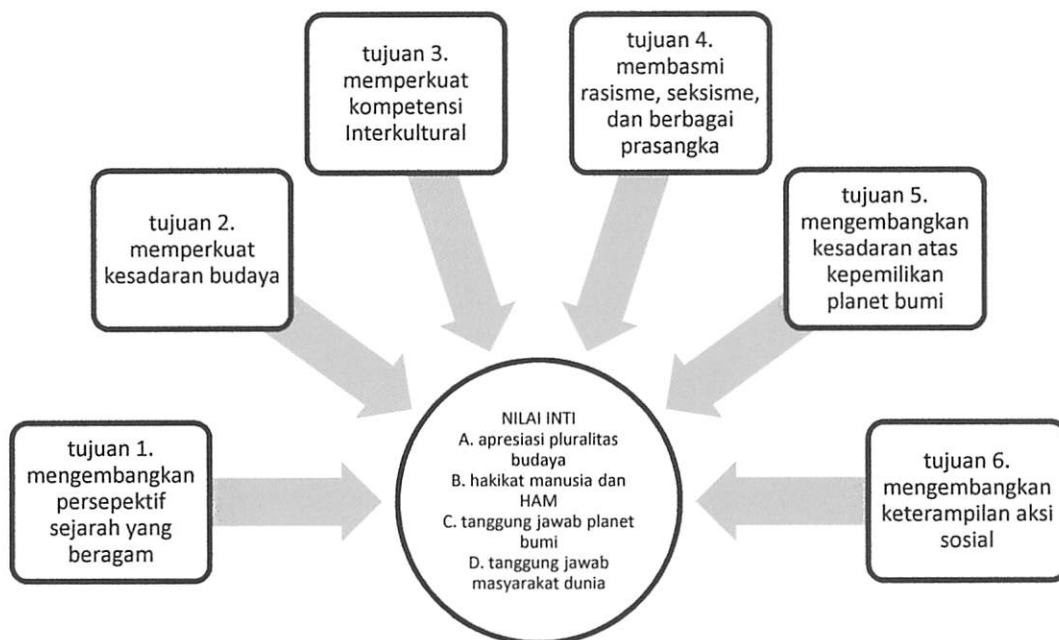 tujuan 3.
memperkuat
kompetensi
Interkultural
tujuan 4.
membasmi
rasisme, seksisme,
dan berbagai
prasangka
tujuan 2.
memperkuat
kesadaran budaya
tujuan 5.
mengembangkan
kesadaran atas
kepemilikan
planet bumi
tujuan 1.
mengembangkan
persepektif
sejarah yang
beragam
NILAI INTI
A. apresiasi pluralitas
budaya
B. hakikat manusia dan
HAM
C. tanggung jawab planet
bumi
D. tanggung jawab
masyarakat dunia
tujuan 6.
mengembangkan
keterampilan aksi
sosial